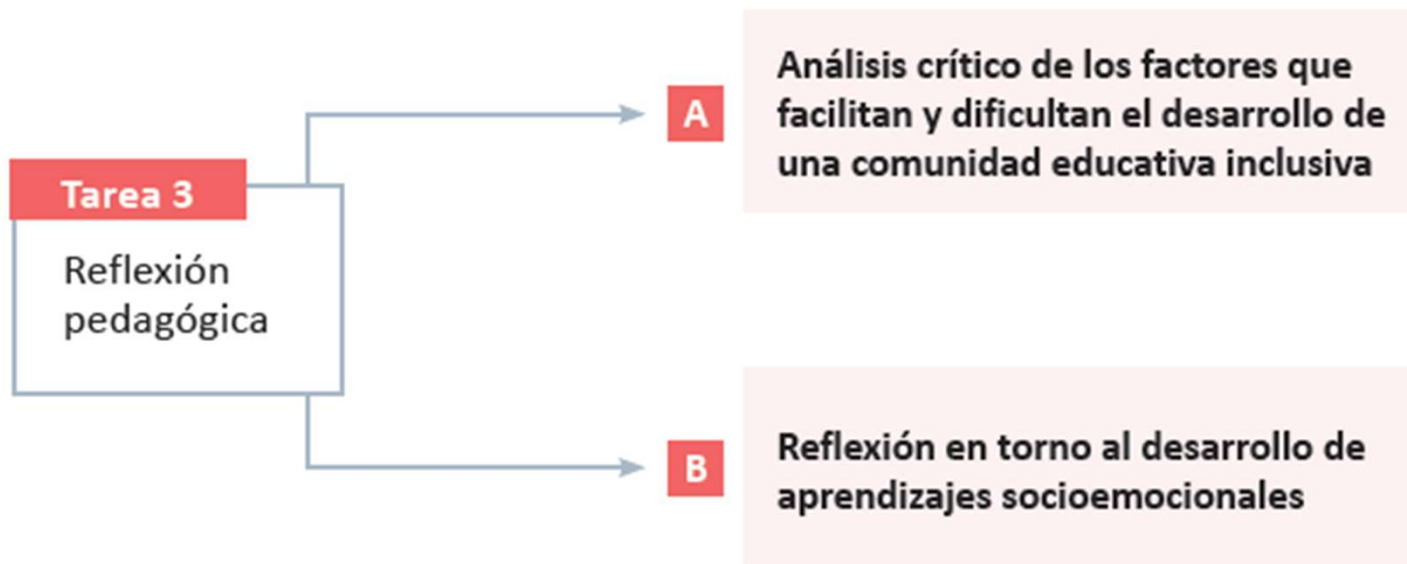 Tarea 3
Reflexión
pedagógica
A
Análisis crítico de los factores que
facilitan y dificultan el desarrollo de
una comunidad educativa inclusiva
B
Reflexión en torno al desarrollo de
aprendizajes socioemocionales